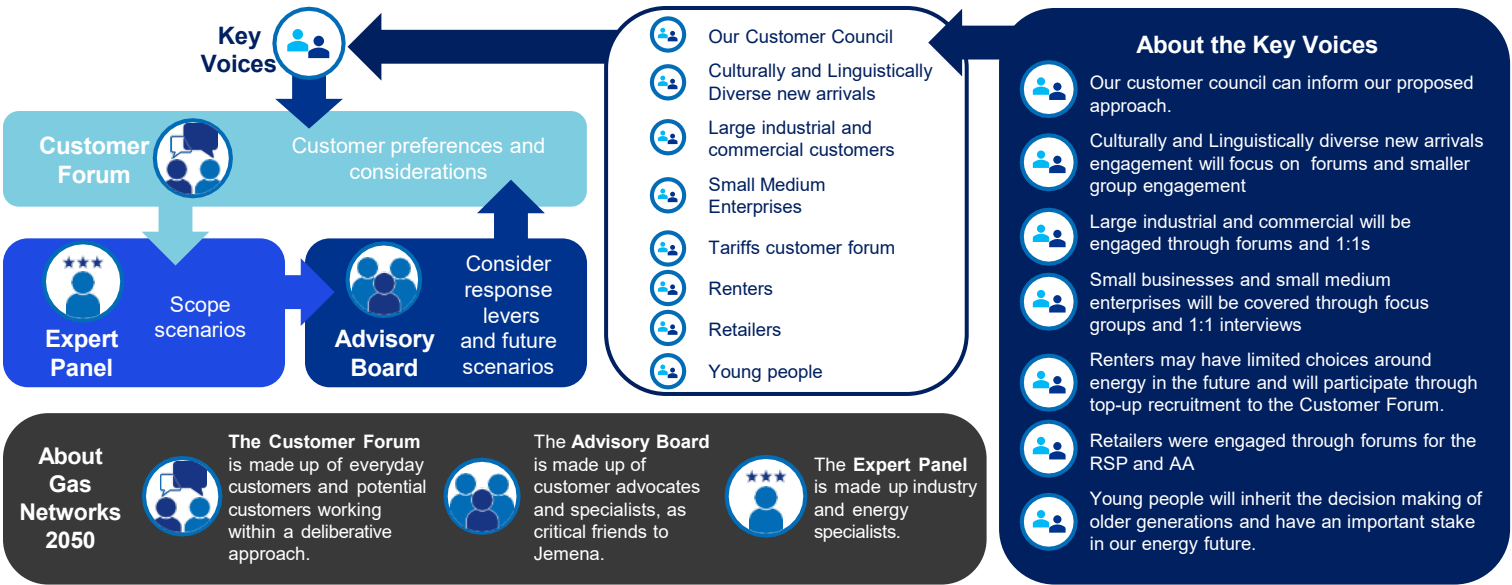 Key
Voices
Customer
Forum
Customer preferences and
considerations
Expert
Panel
Scope
scenarios
Advisory
Board
Consider
response
levers
and future
scenarios
Our Customer Council
Culturally and Linguistically
Diverse new arrivals
Large industrial and
commercial customers
Small Medium
Enterprises
Tariffs customer forum
Renters
Retailers
Young people
About the Key Voices
Our customer council can inform our proposed
approach.
Culturally and Linguistically diverse new arrivals
engagement will focus on forums and smaller
group engagement
Large industrial and commercial will be
engaged through forums and 1:1s
Small businesses and small medium
enterprises will be covered through focus
groups and 1:1 interviews
Renters may have limited choices around
energy in the future and will participate through
top-up recruitment to the Customer Forum.
Retailers were engaged through forums for the
RSP and AA
Young people will inherit the decision making of
older generations and have an important stake
in our energy future.
About
Gas
Networks
2050
The Customer Forum
is made up of everyday
customers and potential
customers working
within a deliberative
approach.
The Advisory Board
is made up of
customer advocates
and specialists, as
critical friends to
Jemena.
The Expert Panel
is made up industry
and energy
specialists.